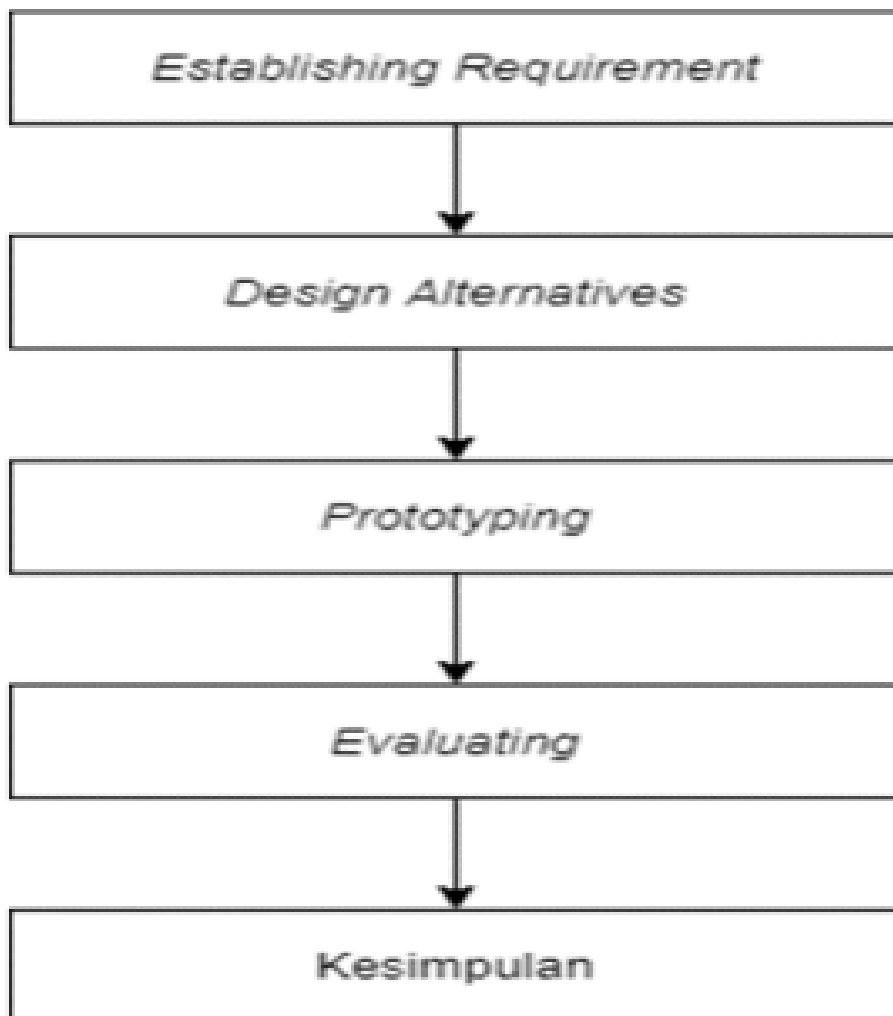 Establishing Requirement
Design Alternatives
Prototyping
Evaluating
Kesimpulan